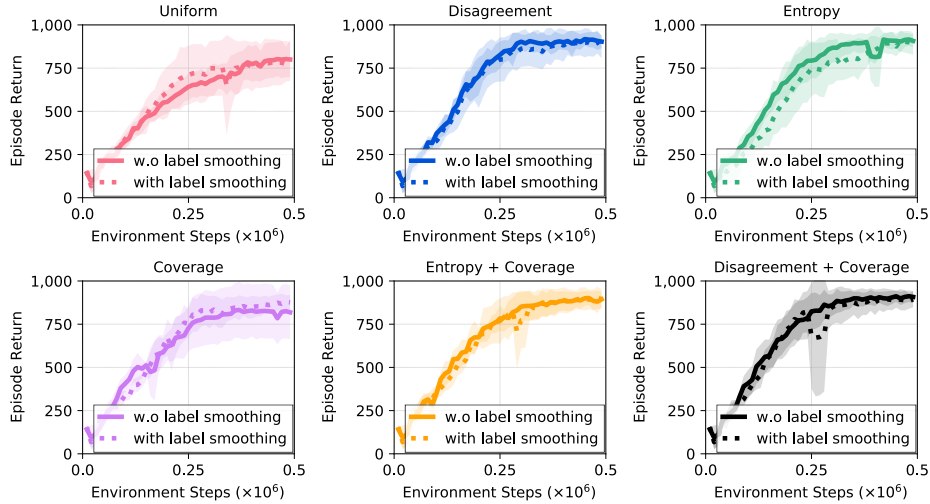 Uniform
1,000
750
500
250
0
Episode Return
w.o label smoothing
with label smoothing
0.0
0.25
0.5
Environment Steps (×10⁶)
Disagreement
1,000
750
500
250
0
Episode Return
w.o label smoothing
with label smoothing
0.0
0.25
0.5
Environment Steps (×10⁶)
Entropy
1,000
750
500
250
0
Episode Return
w.o label smoothing
with label smoothing
0.0
0.25
0.5
Environment Steps (×10⁶)
Coverage
1,000
750
500
250
0
Episode Return
w.o label smoothing
with label smoothing
0.0
0.25
0.5
Environment Steps (×10⁶)
Entropy + Coverage
1,000
750
500
250
0
Episode Return
w.o label smoothing
with label smoothing
0.0
0.25
0.5
Environment Steps (×10⁶)
Disagreement + Coverage
1,000
750
500
250
0
Episode Return
w.o label smoothing
with label smoothing
0.0
0.25
0.5
Environment Steps (×10⁶)